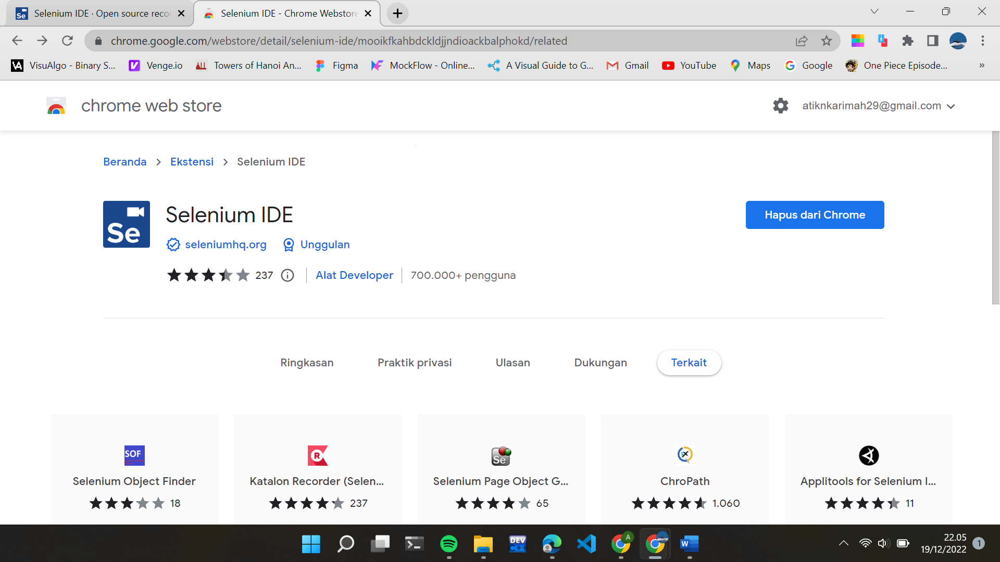 Selenium IDE · Open source reco
Selenium IDE - Chrome Webstore
chrome.google.com/webstore/detail/selenium-ide/mooikfkahbdckldjjndioackbalphokd/related
VisuAlgo - Binary S...
Venge.io
Towers of Hanoi An...
Figma
MockFlow - Online...
A Visual Guide to G...
Gmail
YouTube
Maps
Google
One Piece Episode...
»
chrome web store
atiknkarimah29@gmail.com
Beranda > Ekstensi > Selenium IDE
Se
Selenium IDE
Hapus dari Chrome
seleniumhq.org
Unggulan
237
Alat Developer
700.000+ pengguna
Ringkasan
Praktik privasi
Ulasan
Dukungan
Terkait
SOF
R
Se
Selenium Object Finder
Katalon Recorder (Selen...
Selenium Page Object G...
ChroPath
Applitools for Selenium I...
18
237
65
1.060
11
DEV
C++
A
W
22.05
19/12/2022
1